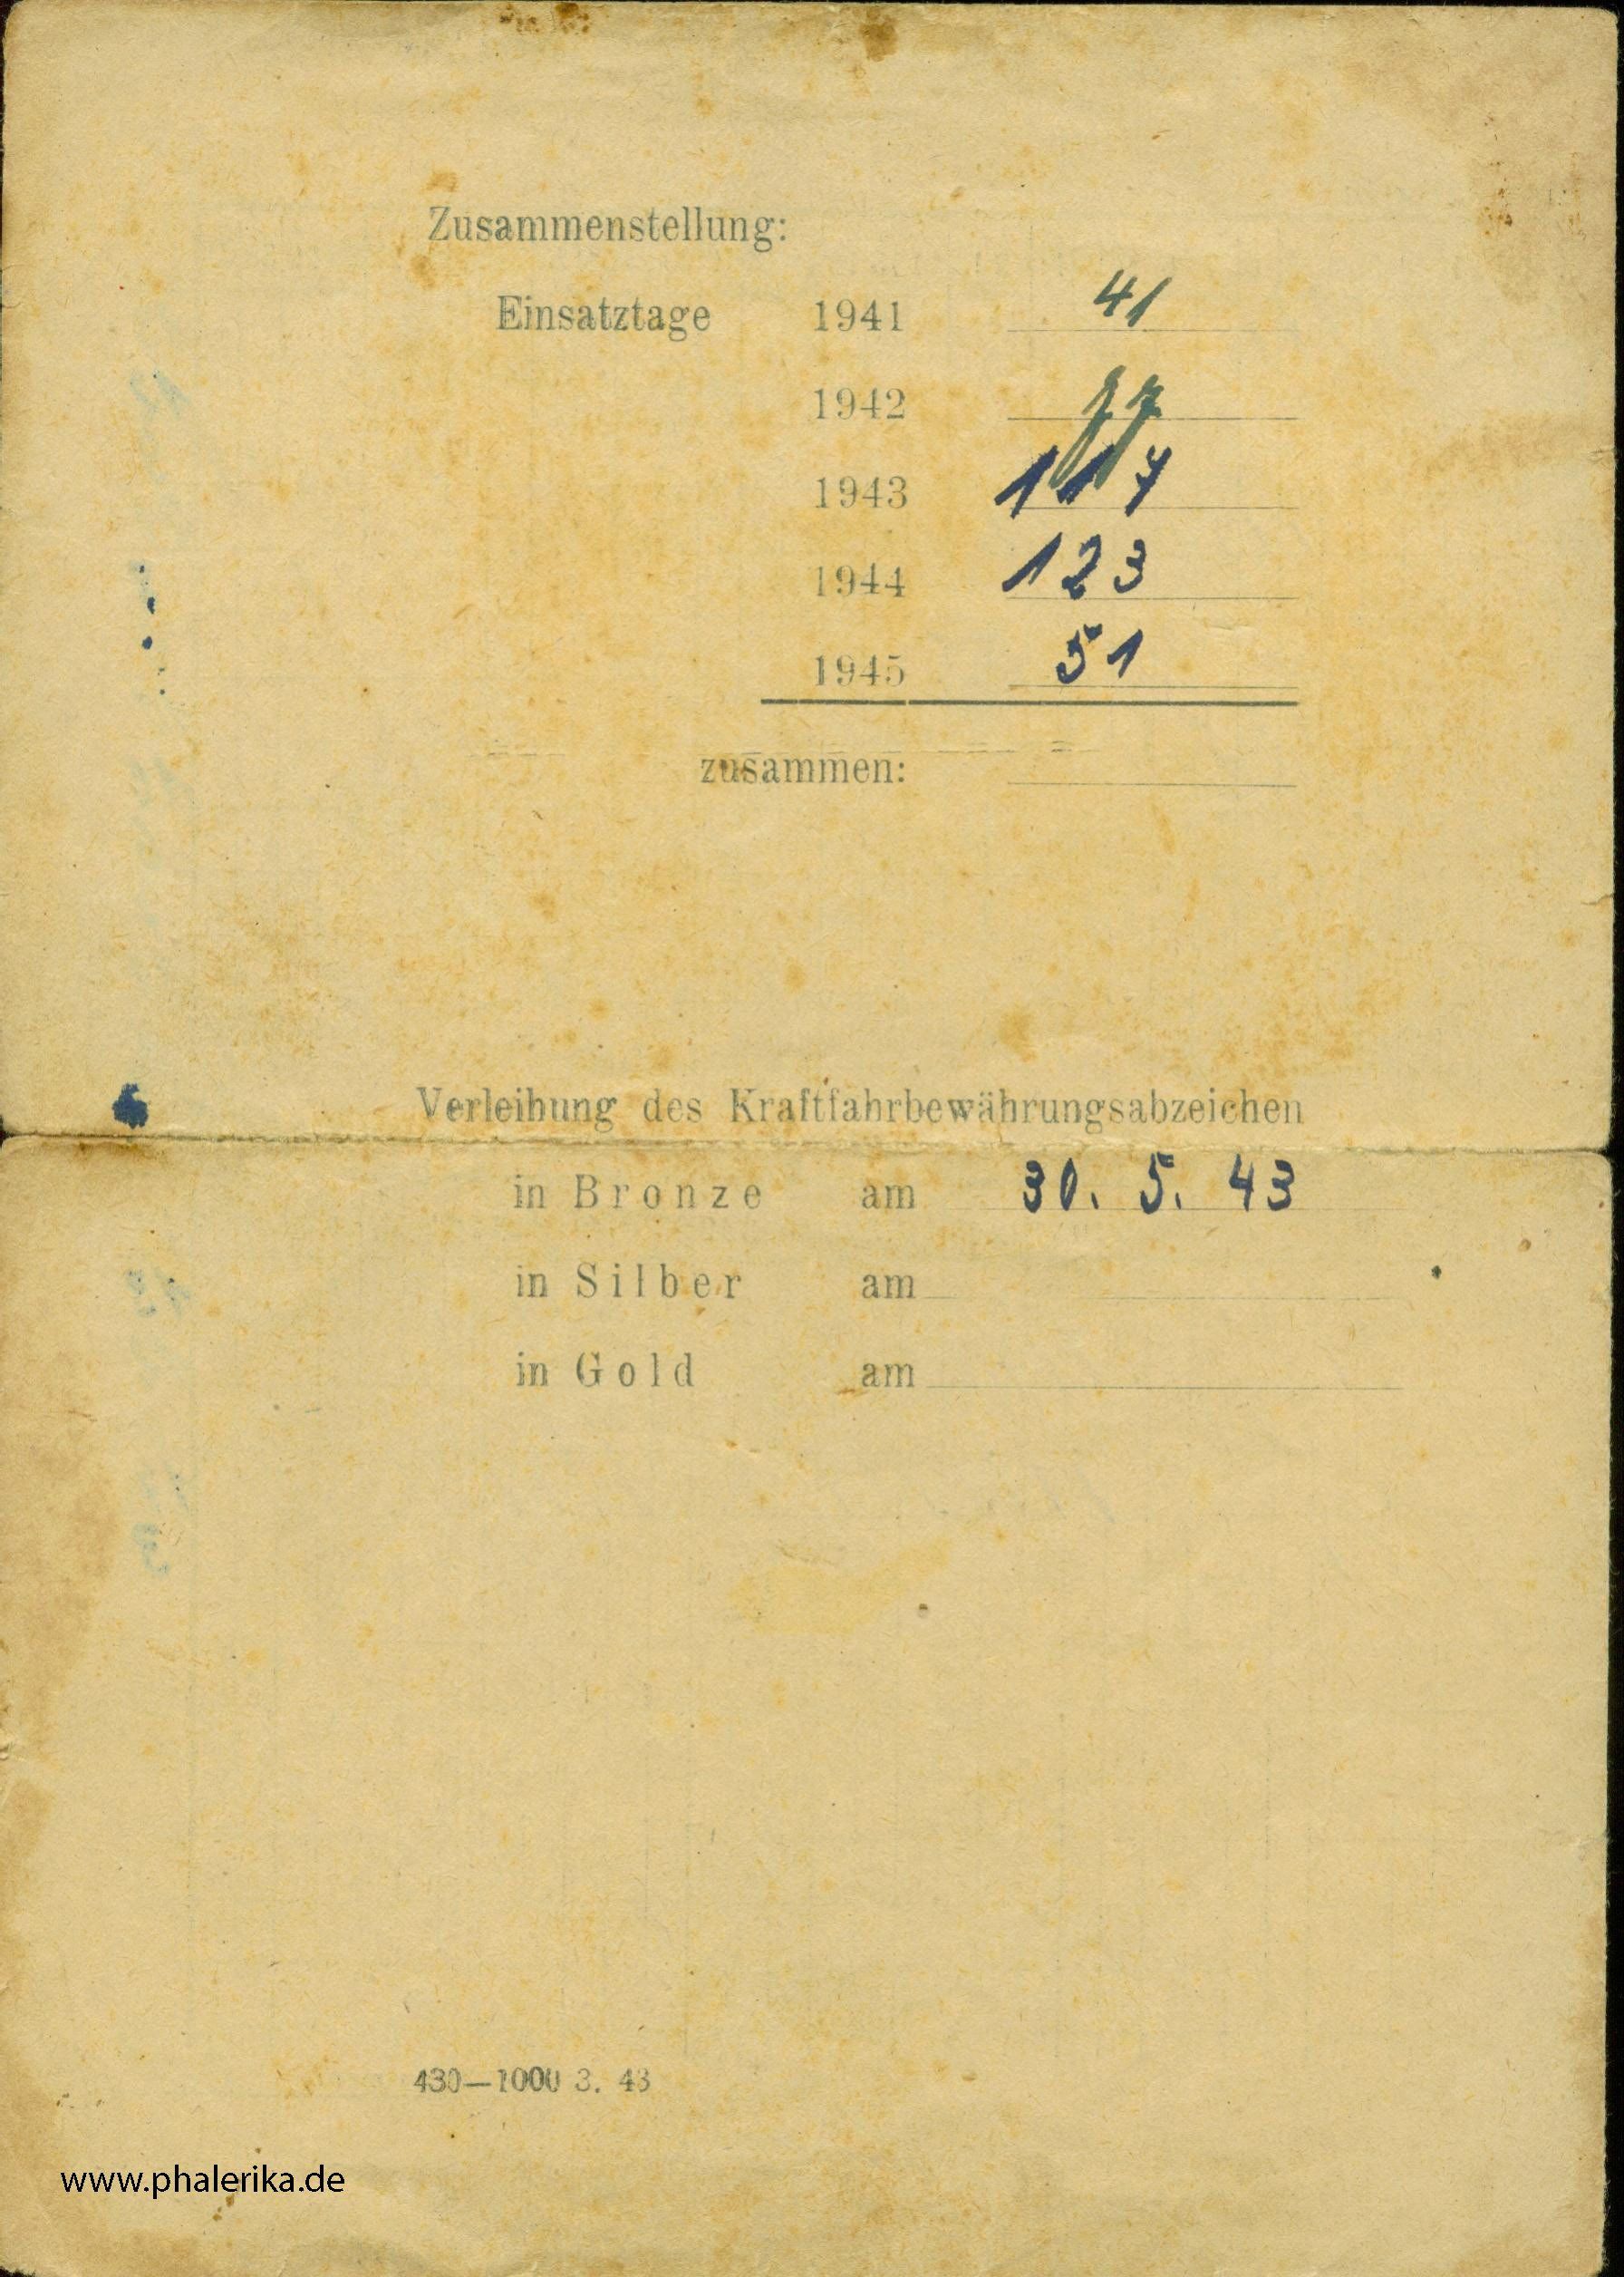 Zusammenstellung:
Einsatztage 1941 41
1942 77
1943 117
1944 123
1945 51
zusammen:
Verleihung des Kraftfahrbewährungsabzeichen
in Bronze am 30. 5. 43
in Silber am
in Gold am
430—1000 3. 43
www.phalerika.de